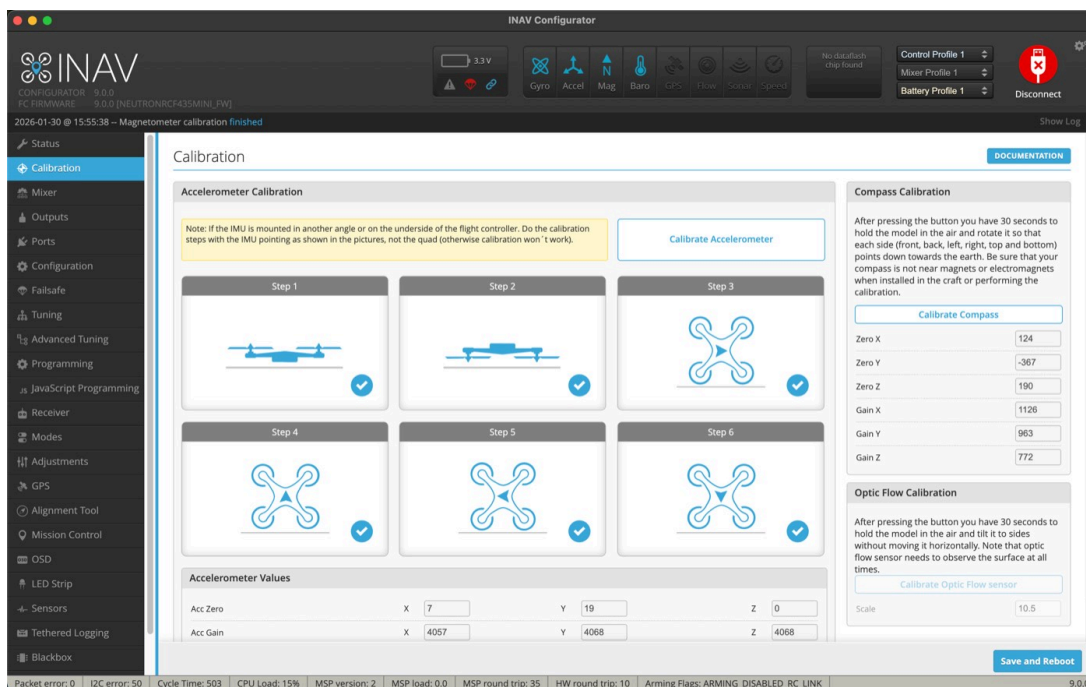 INAV Configurator
INAV
CONFIGURATOR 9.0.0
FC FIRMWARE 9.0.0 [NEUTRONRCF435MINI_FW]
3.3 V
Gyro Accel Mag Baro GPS Flow Sonar Speed
No dataflash
chip found
Control Profile 1
Mixer Profile 1
Battery Profile 1
Disconnect
2026-01-30 @ 15:55:38 -- Magnetometer calibration finished
Show Log
Status
Calibration
Mixer
Outputs
Ports
Configuration
Failsafe
Tuning
Advanced Tuning
Programming
JS JavaScript Programming
Receiver
Modes
Adjustments
GPS
Alignment Tool
Mission Control
OSD
LED Strip
Sensors
Tethered Logging
Blackbox
Calibration
DOCUMENTATION
Accelerometer Calibration
Note: If the IMU is mounted in another angle or on the underside of the flight controller. Do the calibration
steps with the IMU pointing as shown in the pictures, not the quad (otherwise calibration won´t work).
Calibrate Accelerometer
Step 1
Step 2
Step 3
Step 4
Step 5
Step 6
Accelerometer Values
Acc Zero X 7 Y 19 Z 0
Acc Gain X 4057 Y 4068 Z 4068
Compass Calibration
After pressing the button you have 30 seconds to
hold the model in the air and rotate it so that
each side (front, back, left, right, top and bottom)
points down towards the earth. Be sure that your
compass is not near magnets or electromagnets
when installed in the craft or performing the
calibration.
Calibrate Compass
Zero X 124
Zero Y -367
Zero Z 190
Gain X 1126
Gain Y 963
Gain Z 772
Optic Flow Calibration
After pressing the button you have 30 seconds to
hold the model in the air and tilt it to sides
without moving it horizontally. Note that optic
flow sensor needs to observe the surface at all
times.
Calibrate Optic Flow sensor
Scale 10.5
Save and Reboot
Packet error: 0 I2C error: 50 Cycle Time: 503 CPU Load: 15% MSP version: 2 MSP load: 0.0 MSP round trip: 35 HW round trip: 10 Arming Flags: ARMING_DISABLED_RC_LINK 9.0.0